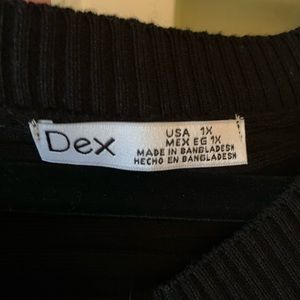 Dex
USA 1X
MEX EG 1X
MADE IN BANGLADESH
HECHO EN BANGLADESH